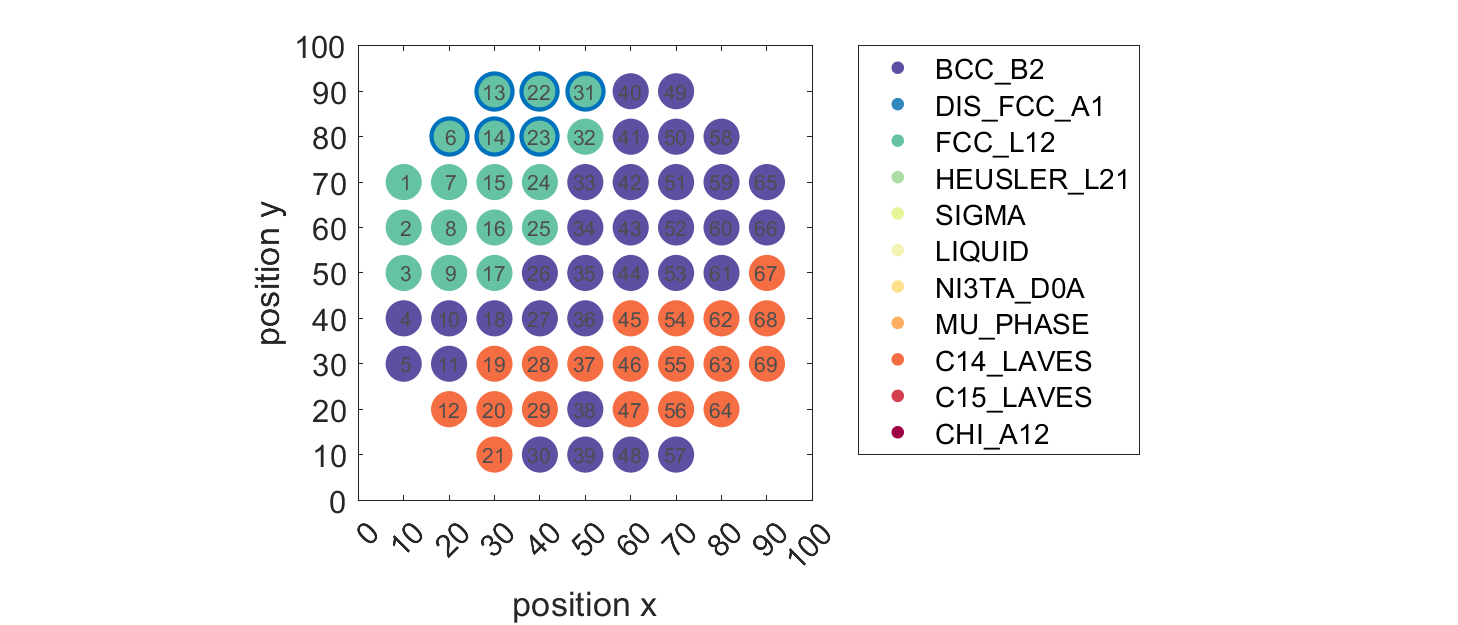 100
90
80
70
60
50
40
30
20
10
0
position y
13 22 31 40 49
6 14 23 32 41 50 58
1 7 15 24 33 42 51 59 65
2 8 16 25 34 43 52 60 66
3 9 17 26 35 44 53 61 67
4 10 18 27 36 45 54 62 68
5 11 19 28 37 46 55 63 69
12 20 29 38 47 56 64
21 30 39 48 57
0 10 20 30 40 50 60 70 80 90 100
position x
BCC_B2
DIS_FCC_A1
FCC_L12
HEUSLER_L21
SIGMA
LIQUID
NI3TA_D0A
MU_PHASE
C14_LAVES
C15_LAVES
CHI_A12